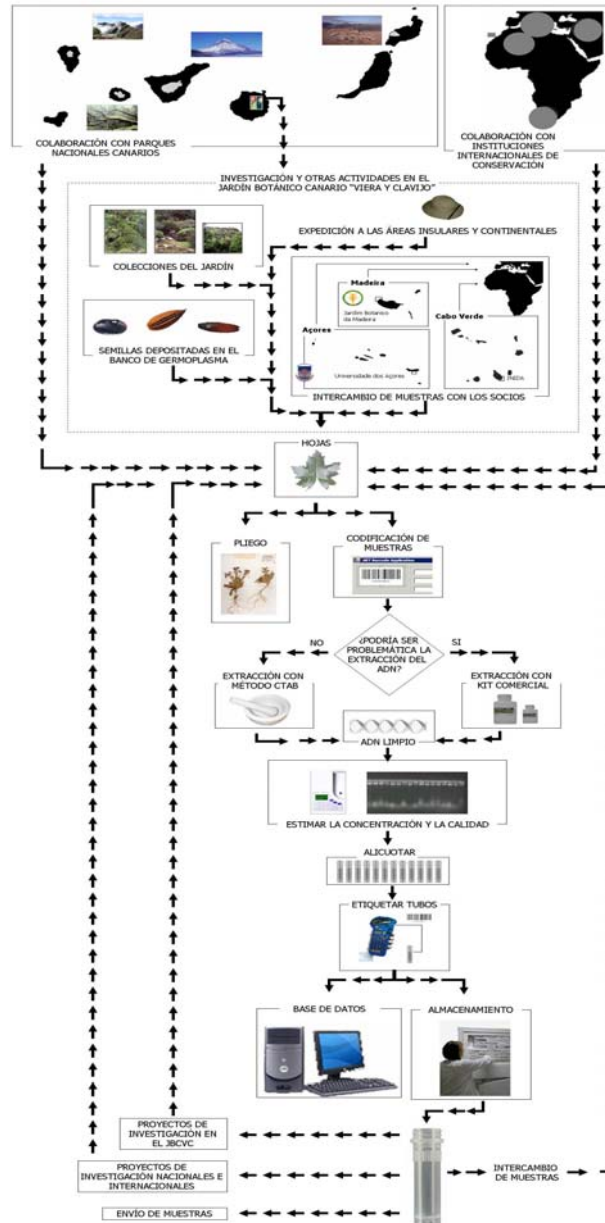 COLABORACIÓN CON PARQUES
NACIONALES CANARIOS
COLABORACIÓN CON
INSTITUCIONES
INTERNACIONALES DE
CONSERVACIÓN
INVESTIGACIÓN Y OTRAS ACTIVIDADES EN EL
JARDÍN BOTÁNICO CANARIO "VIERA Y CLAVIJO"
EXPEDICIÓN A LAS ÁREAS INSULARES Y CONTINENTALES
COLECCIONES DEL JARDÍN
Madeira
Jardim Botanico
da Madeira
Cabo Verde
Açores
SEMILLAS DEPOSITADAS EN EL
BANCO DE GERMOPLASMA
Universidade dos Açores
INIDA
INTERCAMBIO DE MUESTRAS CON LOS SOCIOS
HOJAS
PLIEGO
CODIFICACIÓN DE
MUESTRAS
¿PODRÍA SER
PROBLEMÁTICA LA
EXTRACCIÓN DEL
ADN?
NO
SI
EXTRACCIÓN CON
MÉTODO CTAB
EXTRACCIÓN CON
KIT COMERCIAL
ADN LIMPIO
ESTIMAR LA CONCENTRACIÓN Y LA CALIDAD
ALICUOTAR
ETIQUETAR TUBOS
BASE DE DATOS
ALMACENAMIENTO
PROYECTOS DE
INVESTIGACIÓN EN
EL JBCVC
PROYECTOS DE
INVESTIGACIÓN NACIONALES E
INTERNACIONALES
INTERCAMBIO
DE MUESTRAS
ENVÍO DE MUESTRAS